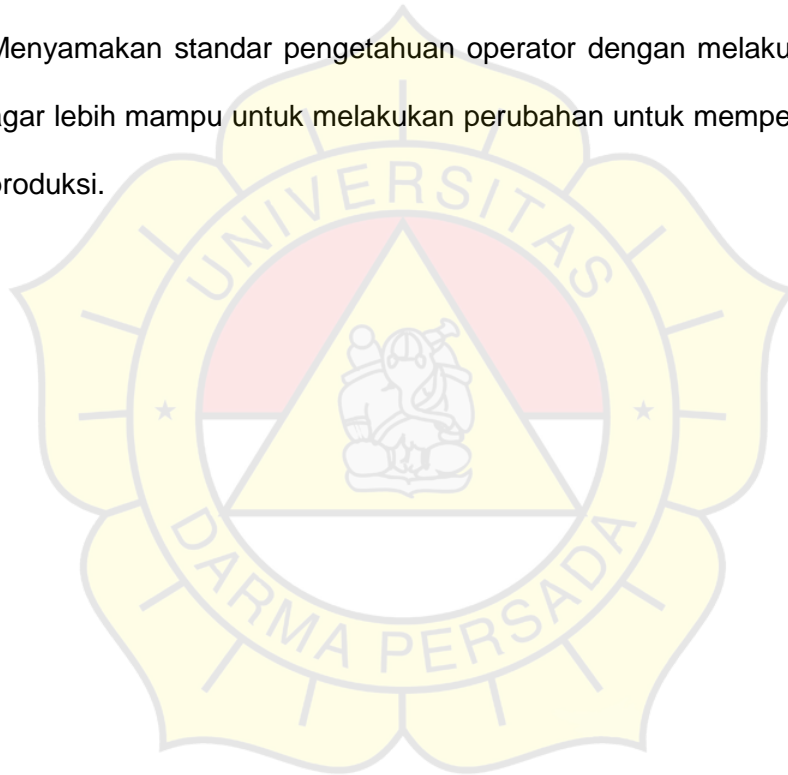 Menyamakan standar pengetahuan operator dengan melaku
agar lebih mampu untuk melakukan perubahan untuk mempe
produksi.
UNIVERSITAS
DARMA PERSADA